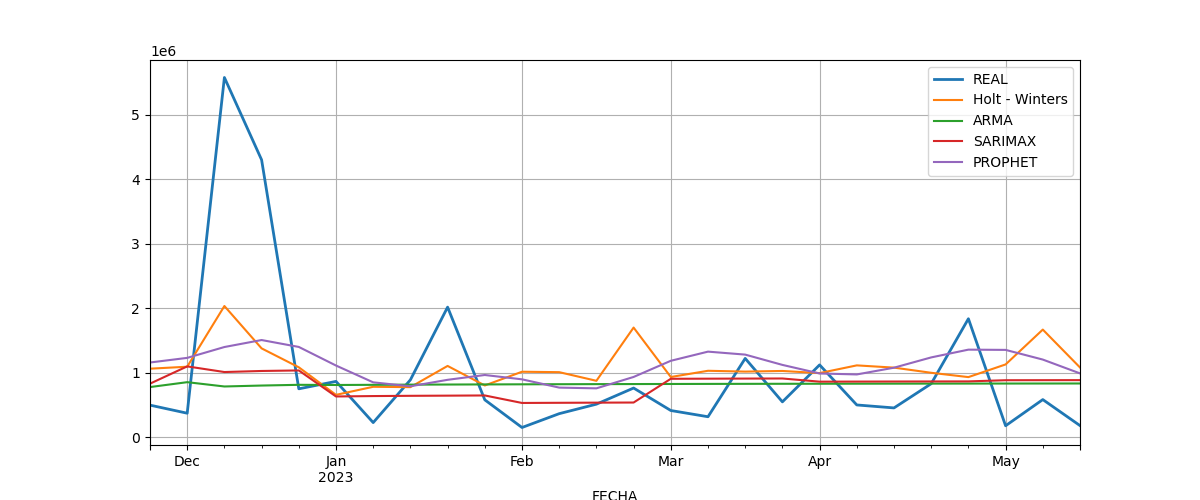 1e6
REAL
Holt - Winters
ARMA
SARIMAX
PROPHET
5
4
3
2
1
0
Dec
Jan
2023
Feb
Mar
Apr
May
FECHA